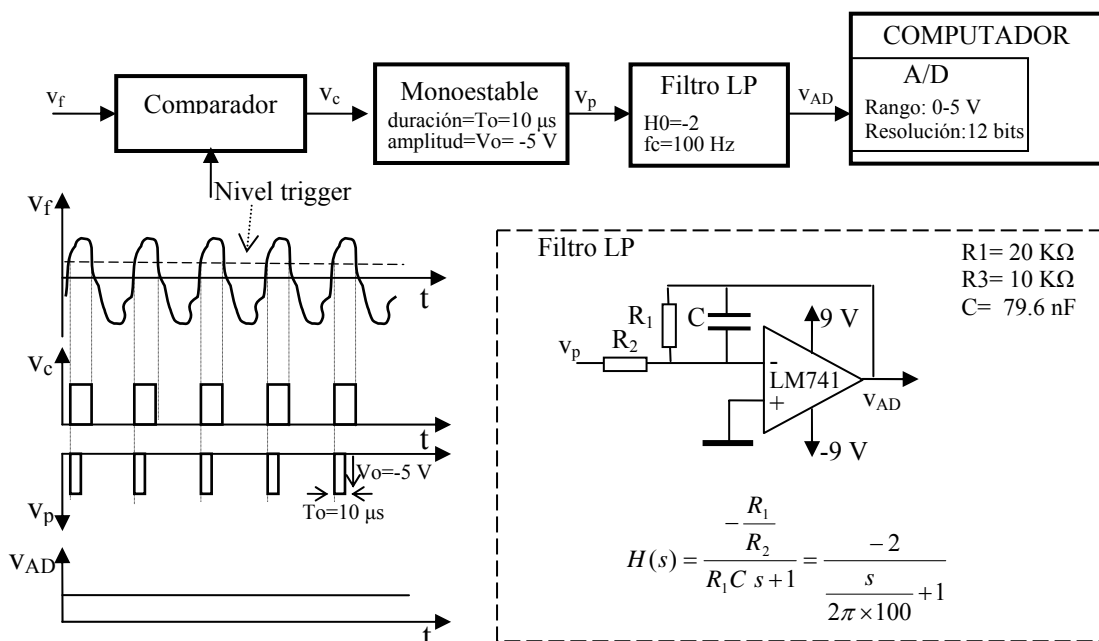 COMPUTADOR
A/D
Rango: 0-5 V
Resolución:12 bits
v_f
Comparador
v_c
Monoestable
duración=To=10 μs
amplitud=Vo= -5 V
v_p
Filtro LP
H0=-2
fc=100 Hz
v_AD
Nivel trigger
v_f
t
v_c
t
Vo=-5 V
To=10 μs
v_p
t
v_AD
t
Filtro LP
R1= 20 KΩ
R3= 10 KΩ
C= 79.6 nF
R₁
C
9 V
v_p
R₂
-
LM741
+
v_AD
-9 V
H(s) = (-R₁/R₂)/(R₁C s+1) = -2/(s/(2π×100)+1)